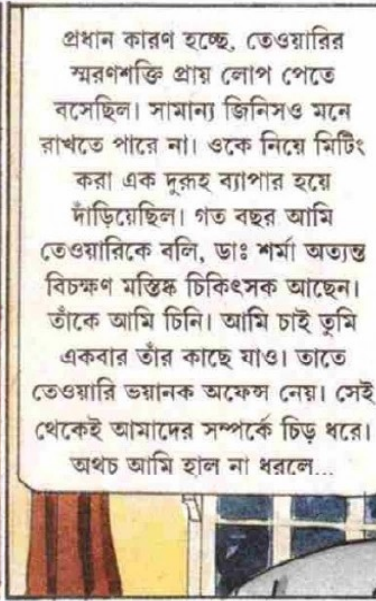 প্রধান কারণ হচ্ছে, তেওয়ারির
স্মরণশক্তি প্রায় লোপ পেতে
বসেছিল। সামান্য জিনিসও মনে
রাখতে পারে না। ওকে নিয়ে মিটিং
করা এক দুরূহ ব্যাপার হয়ে
দাঁড়িয়েছিল। গত বছর আমি
তেওয়ারিকে বলি, ডাঃ শর্মা অত্যন্ত
বিচক্ষণ মস্তিষ্ক চিকিৎসক আছেন।
তাঁকে আমি চিনি। আমি চাই তুমি
একবার তাঁর কাছে যাও। তাতে
তেওয়ারি ভয়ানক অফেন্স নেয়। সেই
থেকেই আমাদের সম্পর্কে চিড় ধরে।
অথচ আমি হাল না ধরলে...